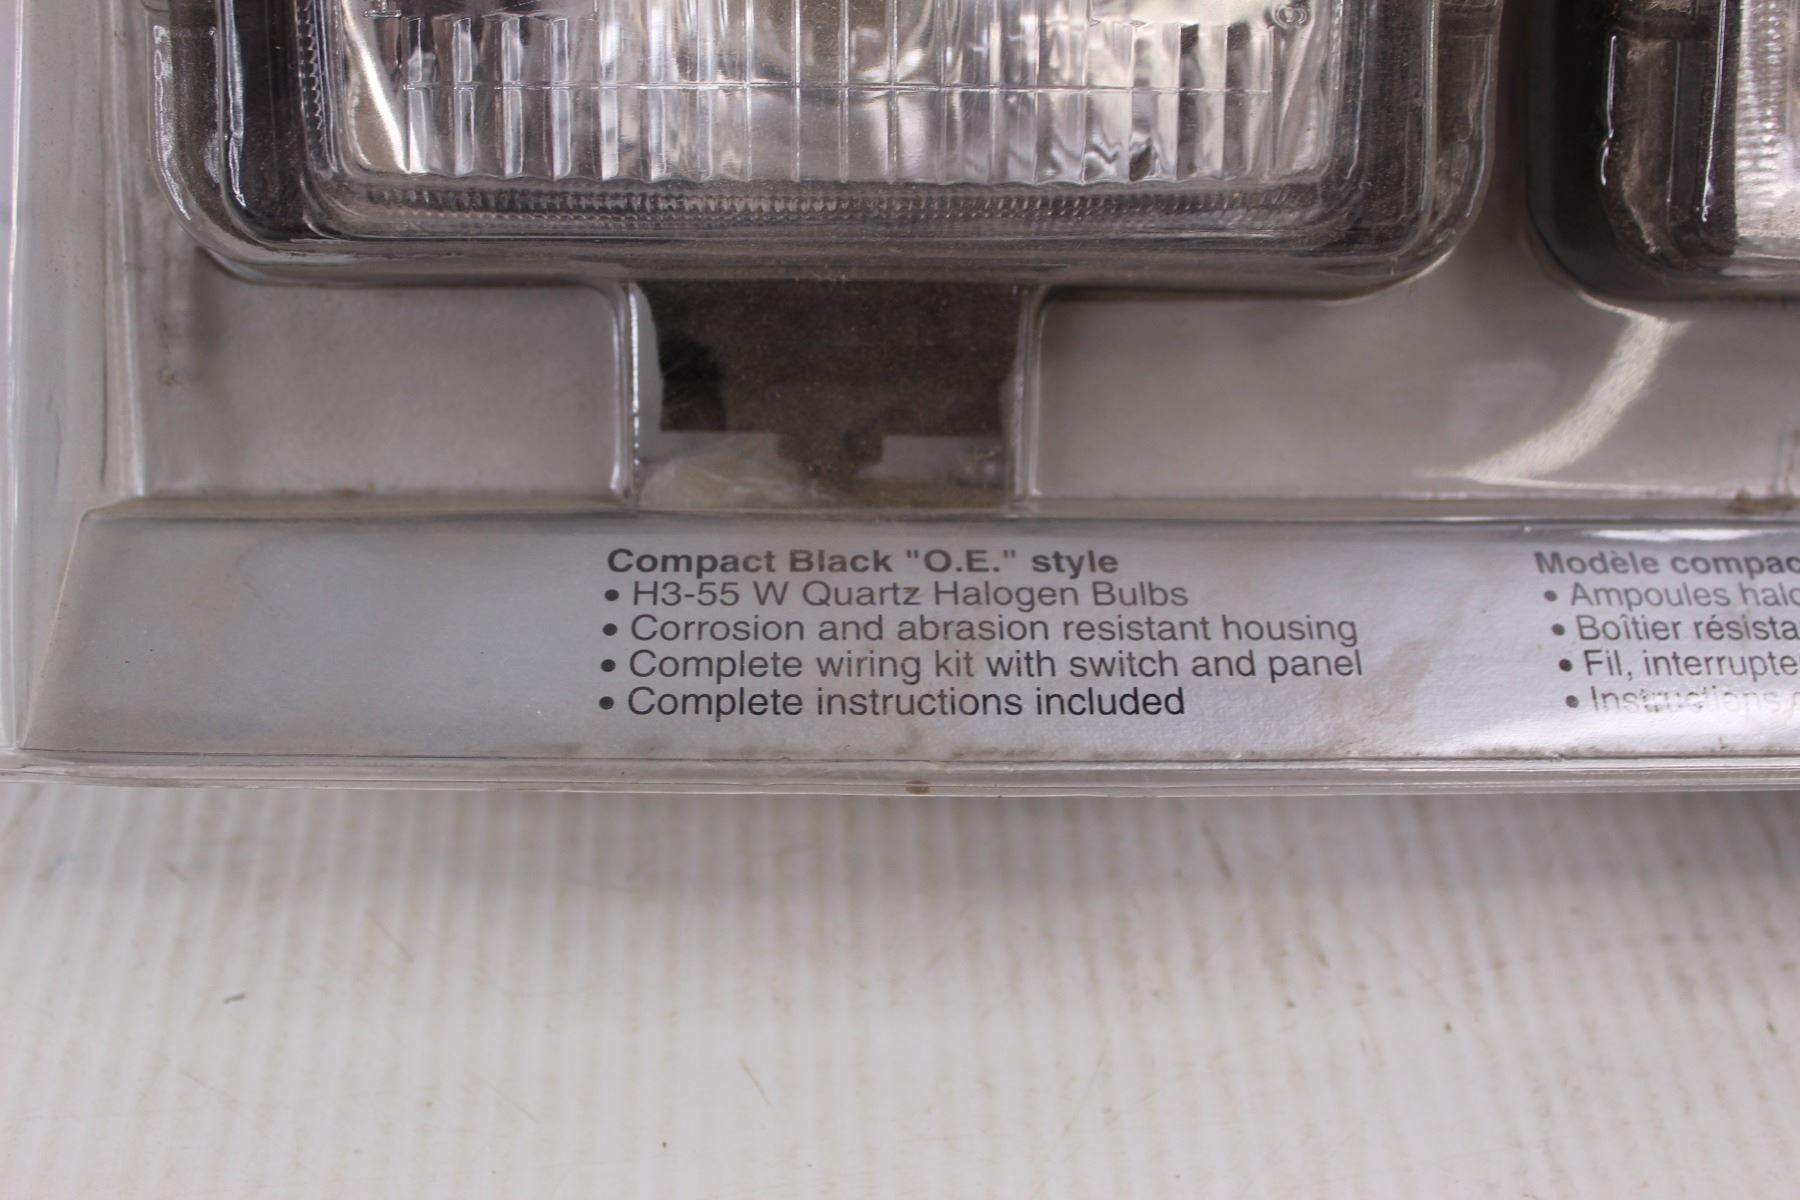 Compact Black "O.E." style
• H3-55 W Quartz Halogen Bulbs
• Corrosion and abrasion resistant housing
• Complete wiring kit with switch and panel
• Complete instructions included
Modèle compac
• Ampoules halo
• Boîtier résista
• Fil, interrupte
• Instructions